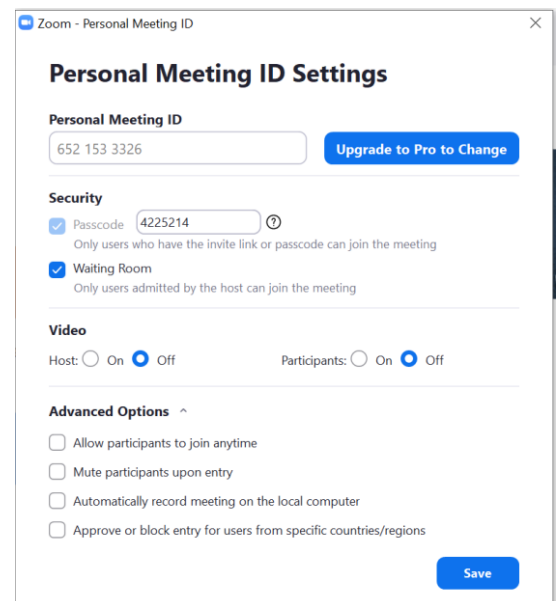 Zoom - Personal Meeting ID
Personal Meeting ID Settings
Personal Meeting ID
652 153 3326 Upgrade to Pro to Change
Security
Passcode 4225214 ?
Only users who have the invite link or passcode can join the meeting
Waiting Room
Only users admitted by the host can join the meeting
Video
Host: On Off Participants: On Off
Advanced Options
Allow participants to join anytime
Mute participants upon entry
Automatically record meeting on the local computer
Approve or block entry for users from specific countries/regions
Save